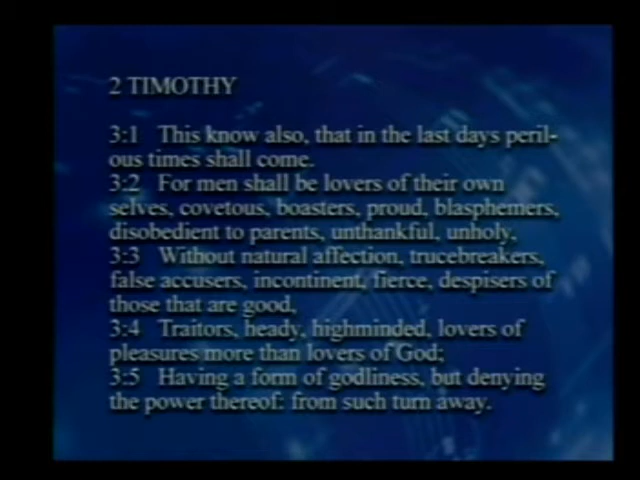 2 TIMOTHY
3:1 This know also, that in the last days peril-
ous times shall come.
3:2 For men shall be lovers of their own
selves, covetous, boasters, proud, blasphemers,
disobedient to parents, unthankful, unholy,
3:3 Without natural affection, trucebreakers,
false accusers, incontinent, fierce, despisers of
those that are good,
3:4 Traitors, heady, highminded, lovers of
pleasures more than lovers of God;
3:5 Having a form of godliness, but denying
the power thereof: from such turn away.